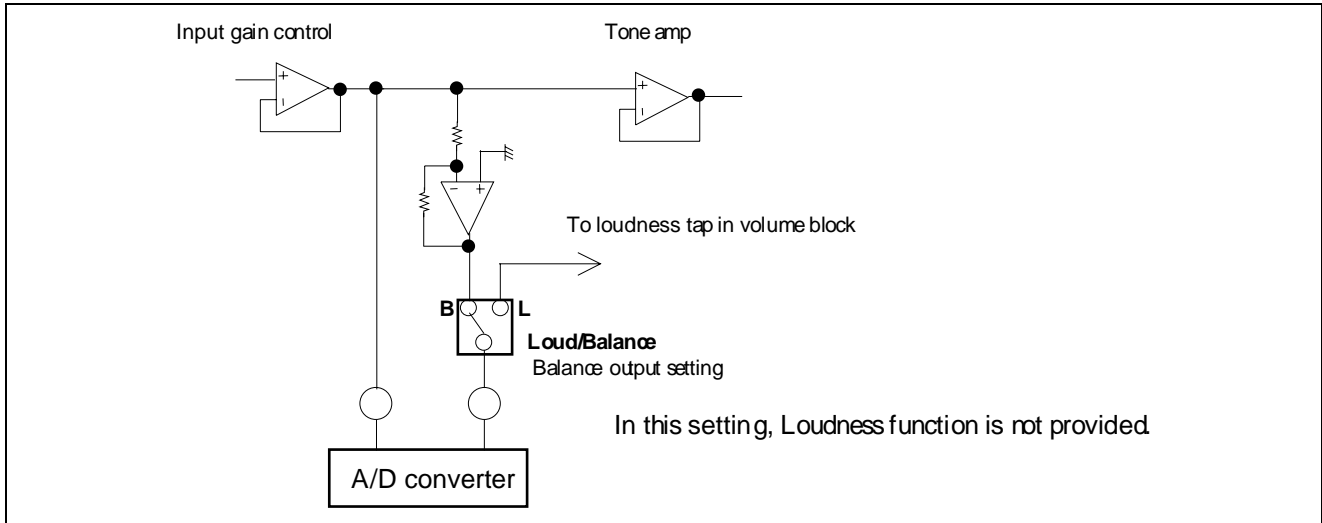 Input gain control
Tone amp
+
-
+
-
- +
To loudness tap in volume block
B L
Loud/Balance
Balance output setting
In this setting, Loudness function is not provided.
A/D converter